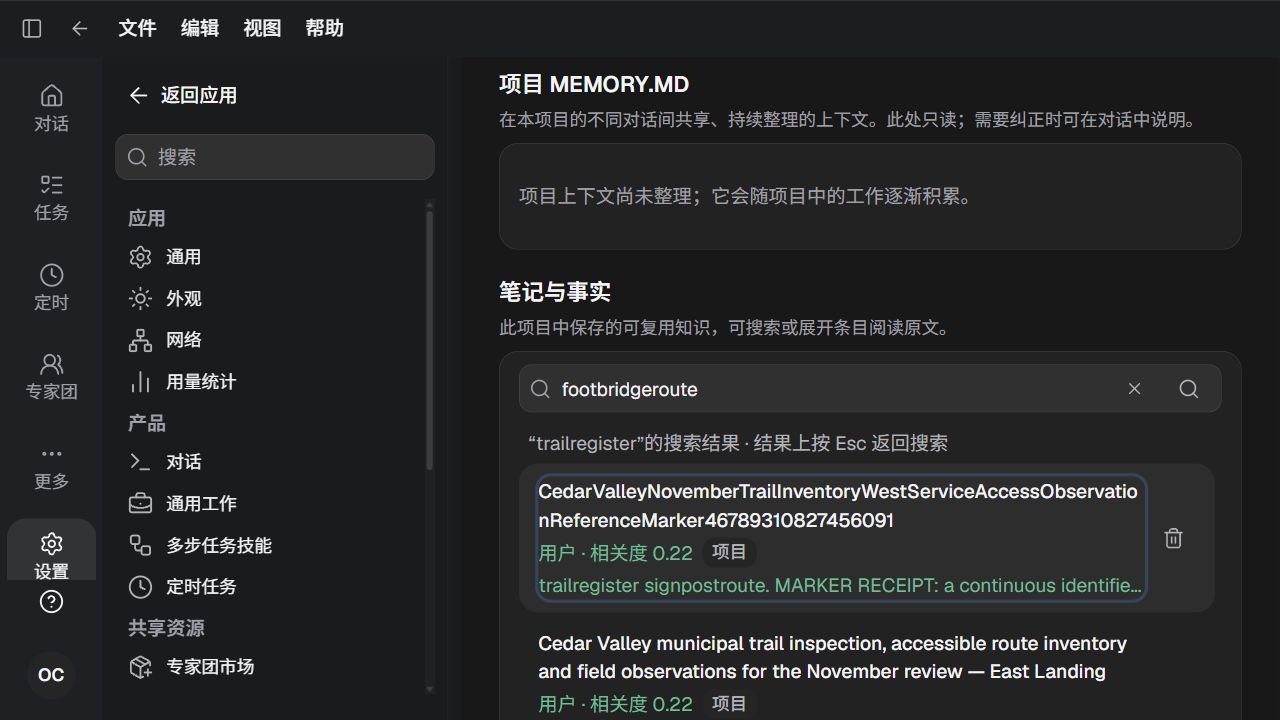 文件 编辑 视图 帮助
对话
任务
定时
专家团
更多
设置
OC
返回应用
搜索
应用
通用
外观
网络
用量统计
产品
对话
通用工作
多步任务技能
定时任务
共享资源
专家团市场
项目 MEMORY.MD
在本项目的不同对话间共享、持续整理的上下文。此处只读；需要纠正时可在对话中说明。
项目上下文尚未整理；它会随项目中的工作逐渐积累。
笔记与事实
此项目中保存的可复用知识，可搜索或展开条目阅读原文。
footbridgeroute
“trailregister”的搜索结果 · 结果上按 Esc 返回搜索
CedarValleyNovemberTrailInventoryWestServiceAccessObservatio
nReferenceMarker46789310827456091
用户 · 相关度 0.22 项目
trailregister signpostroute. MARKER RECEIPT: a continuous identifie…
Cedar Valley municipal trail inspection, accessible route inventory
and field observations for the November review — East Landing
用户 · 相关度 0.22 项目